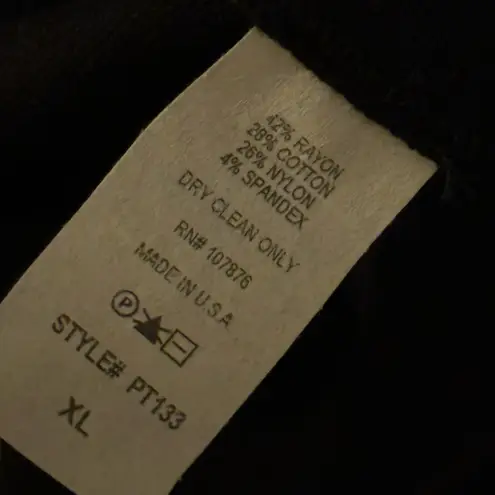 42% RAYON
28% COTTON
26% NYLON
4% SPANDEX
DRY CLEAN ONLY
RN# 107876
MADE IN U.S.A
P
STYLE# PT133
XL